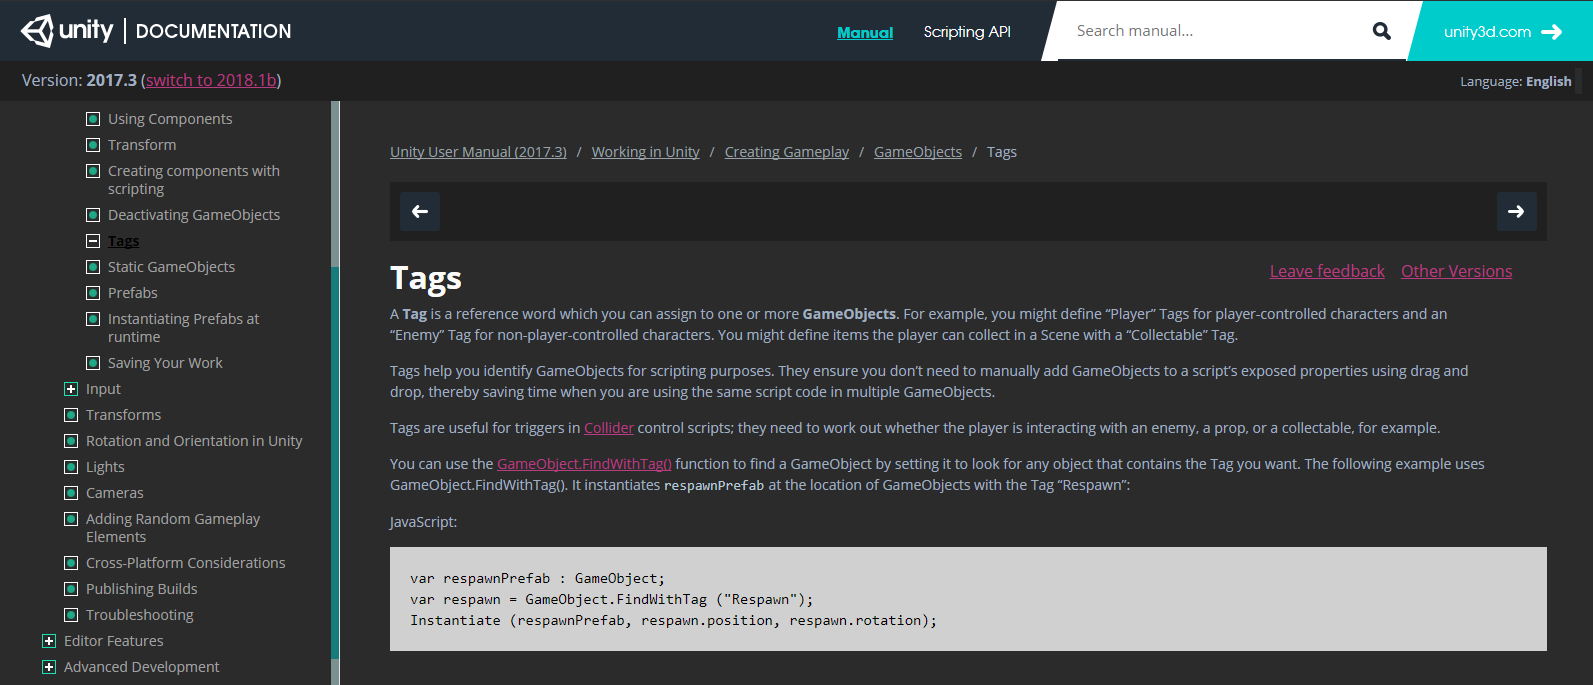 unity | DOCUMENTATION
Manual
Scripting API
Search manual...
unity3d.com
Version: 2017.3 (switch to 2018.1b)
Language: English
Using Components
Transform
Creating components with
scripting
Deactivating GameObjects
Tags
Static GameObjects
Prefabs
Instantiating Prefabs at
runtime
Saving Your Work
Input
Transforms
Rotation and Orientation in Unity
Lights
Cameras
Adding Random Gameplay
Elements
Cross-Platform Considerations
Publishing Builds
Troubleshooting
Editor Features
Advanced Development
Unity User Manual (2017.3) / Working in Unity / Creating Gameplay / GameObjects / Tags
Tags
Leave feedback
Other Versions
A Tag is a reference word which you can assign to one or more GameObjects. For example, you might define “Player” Tags for player-controlled characters and an
“Enemy” Tag for non-player-controlled characters. You might define items the player can collect in a Scene with a “Collectable” Tag.
Tags help you identify GameObjects for scripting purposes. They ensure you don’t need to manually add GameObjects to a script’s exposed properties using drag and
drop, thereby saving time when you are using the same script code in multiple GameObjects.
Tags are useful for triggers in Collider control scripts; they need to work out whether the player is interacting with an enemy, a prop, or a collectable, for example.
You can use the GameObject.FindWithTag() function to find a GameObject by setting it to look for any object that contains the Tag you want. The following example uses
GameObject.FindWithTag(). It instantiates respawnPrefab at the location of GameObjects with the Tag “Respawn”:
JavaScript:
var respawnPrefab : GameObject;
var respawn = GameObject.FindWithTag ("Respawn");
Instantiate (respawnPrefab, respawn.position, respawn.rotation);